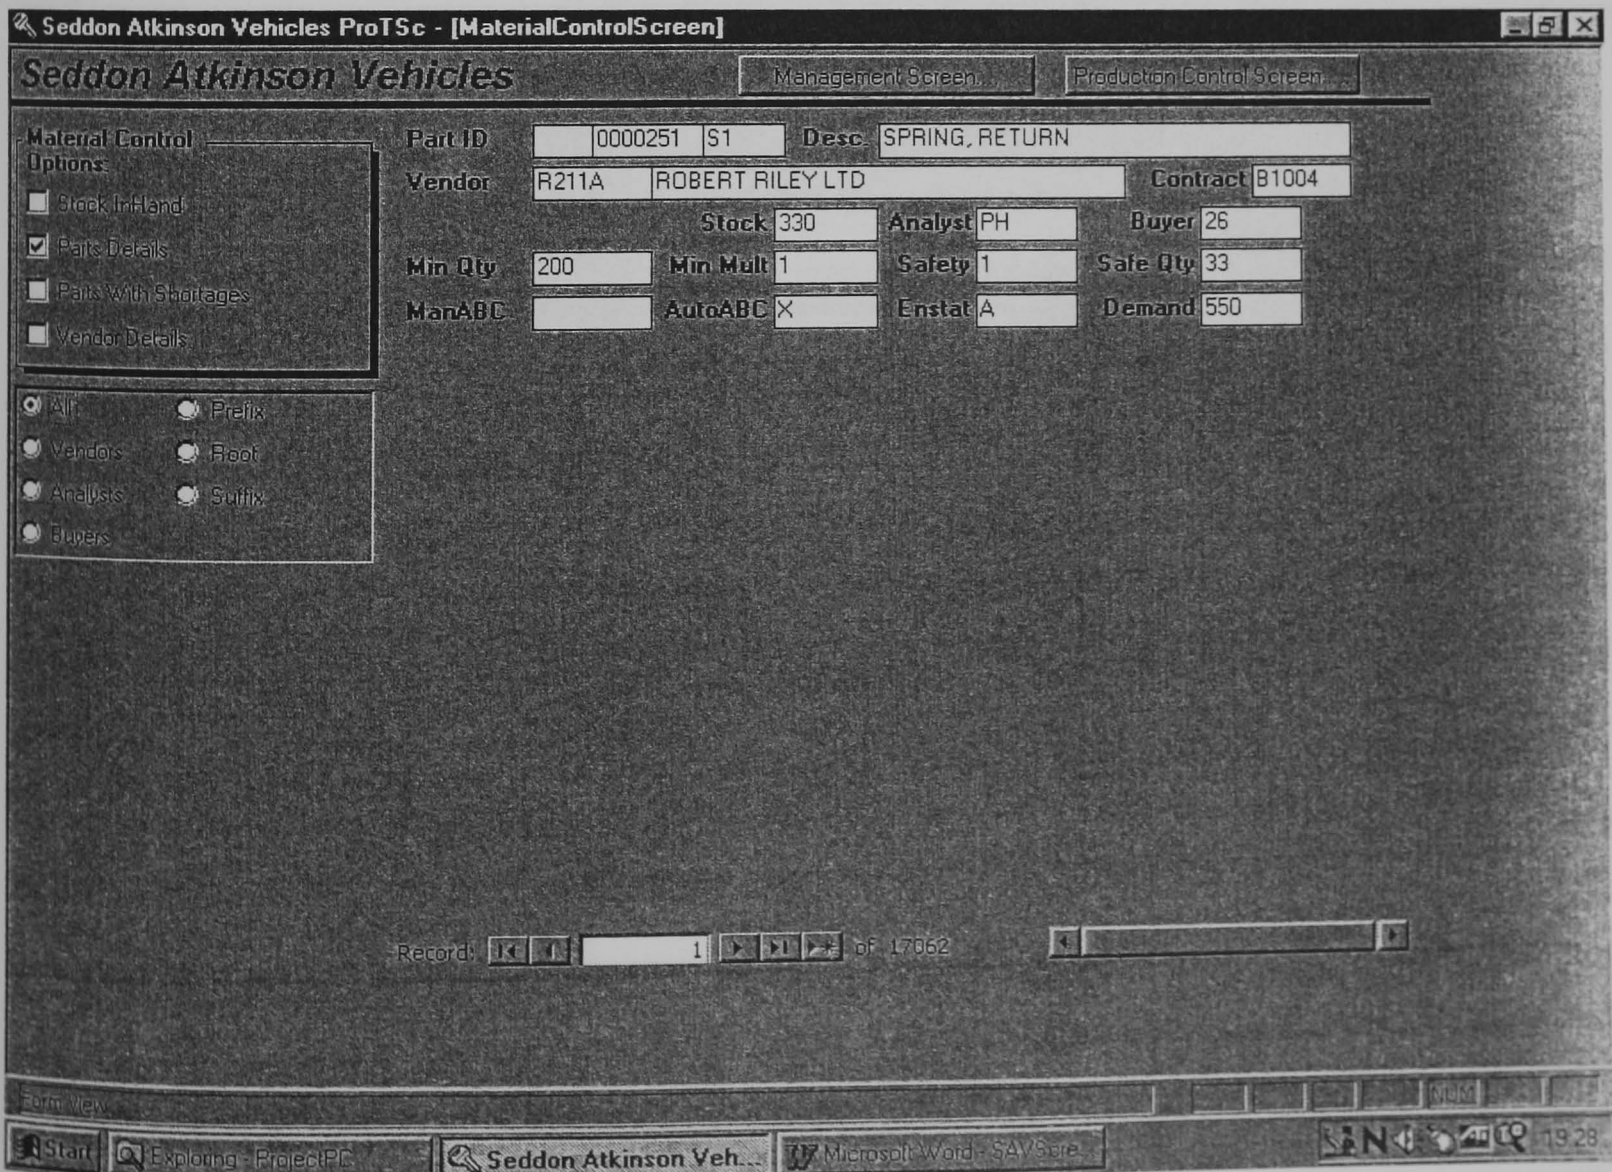 Seddon Atkinson Vehicles ProTSc - [MaterialControlScreen]
Seddon Atkinson Vehicles Management Screen... Production Control Screen....
Material Control Options:
Stock InHand
Parts Details
Parts With Shortages
Vendor Details
All Prefix
Vendors Root
Analysts Suffix
Buyers
Part ID 0000251 S1 Desc. SPRING, RETURN
Vendor R211A ROBERT RILEY LTD Contract B1004
Stock 330 Analyst PH Buyer 26
Min Qty 200 Min Mult 1 Safety 1 Safe Qty 33
ManABC AutoABC X Enstat A Demand 550
Record: 1 of 17062
Form View NUM
Start Exploring - ProjectPC Seddon Atkinson Veh... Microsoft Word - SAVScre... 19:28